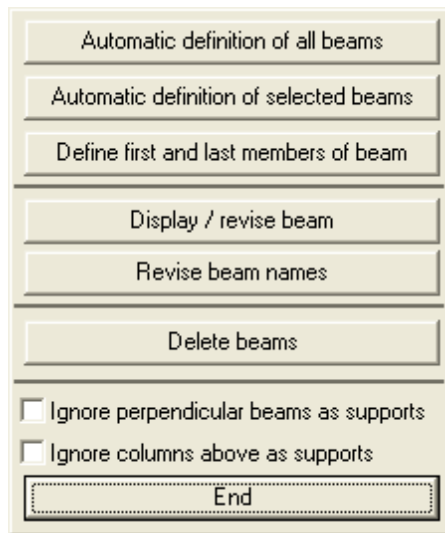 Automatic definition of all beams
Automatic definition of selected beams
Define first and last members of beam
Display / revise beam
Revise beam names
Delete beams
Ignore perpendicular beams as supports
Ignore columns above as supports
End